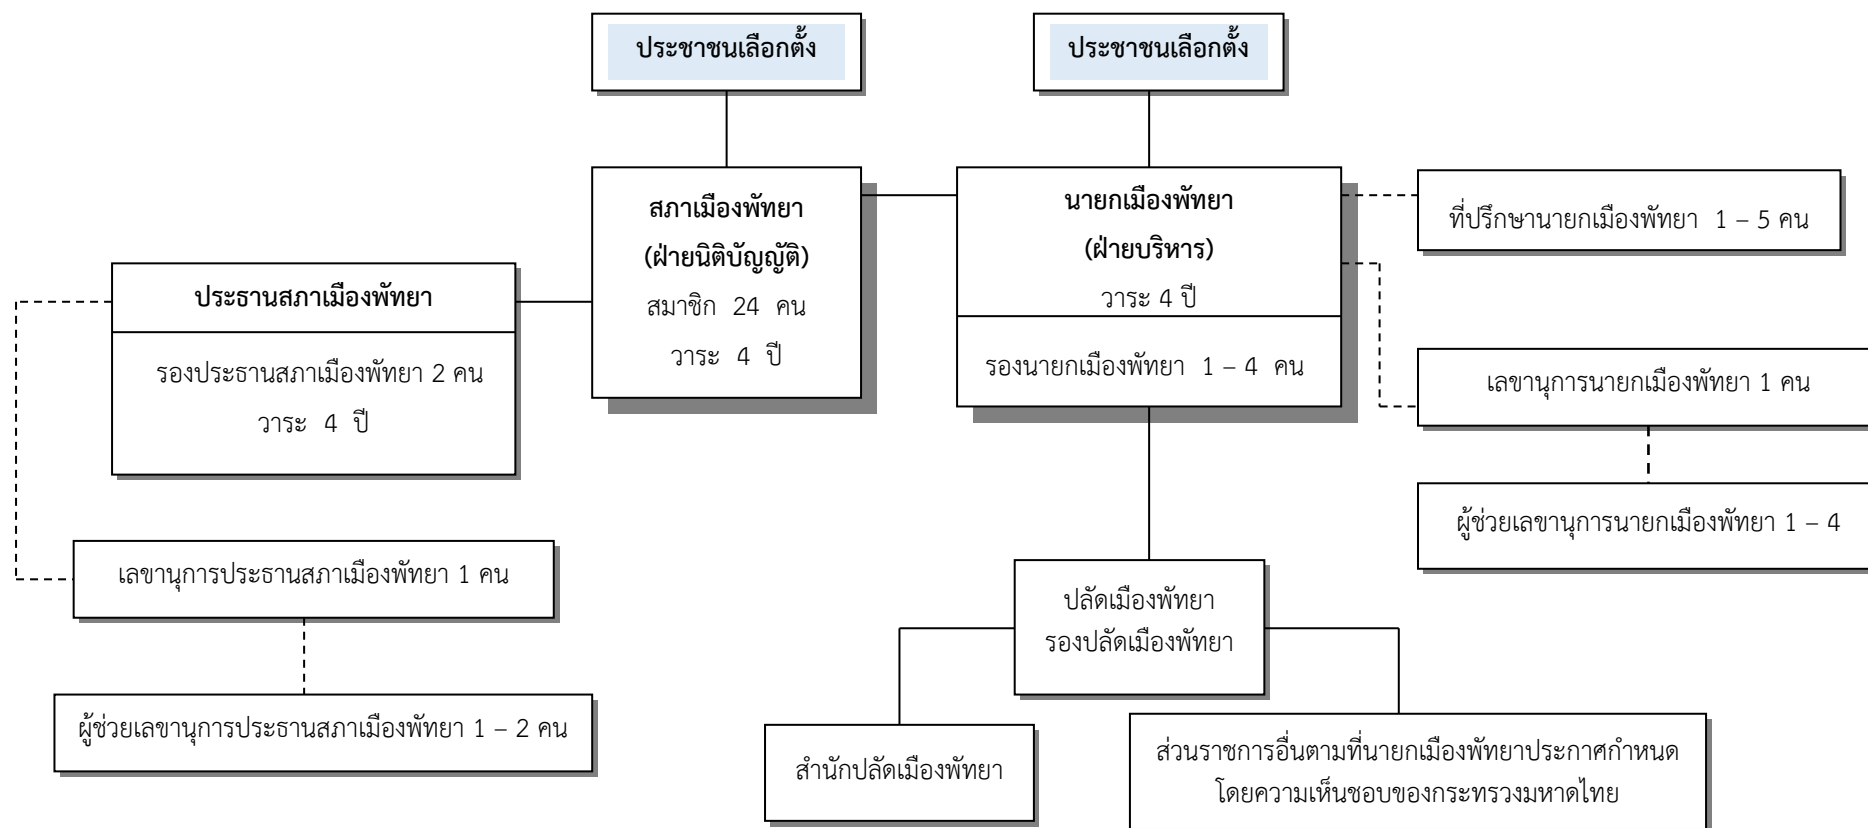 ประชาชนเลือกตั้ง
ประชาชนเลือกตั้ง
สภาเมืองพัทยา
(ฝ่ายนิติบัญญัติ)
สมาชิก 24 คน
วาระ 4 ปี
นายกเมืองพัทยา
(ฝ่ายบริหาร)
วาระ 4 ปี
รองนายกเมืองพัทยา 1 – 4 คน
ที่ปรึกษานายกเมืองพัทยา 1 – 5 คน
ประธานสภาเมืองพัทยา
รองประธานสภาเมืองพัทยา 2 คน
วาระ 4 ปี
เลขานุการนายกเมืองพัทยา 1 คน
ผู้ช่วยเลขานุการนายกเมืองพัทยา 1 – 4
เลขานุการประธานสภาเมืองพัทยา 1 คน
ผู้ช่วยเลขานุการประธานสภาเมืองพัทยา 1 – 2 คน
ปลัดเมืองพัทยา
รองปลัดเมืองพัทยา
สำนักปลัดเมืองพัทยา
ส่วนราชการอื่นตามที่นายกเมืองพัทยาประกาศกำหนด
โดยความเห็นชอบของกระทรวงมหาดไทย